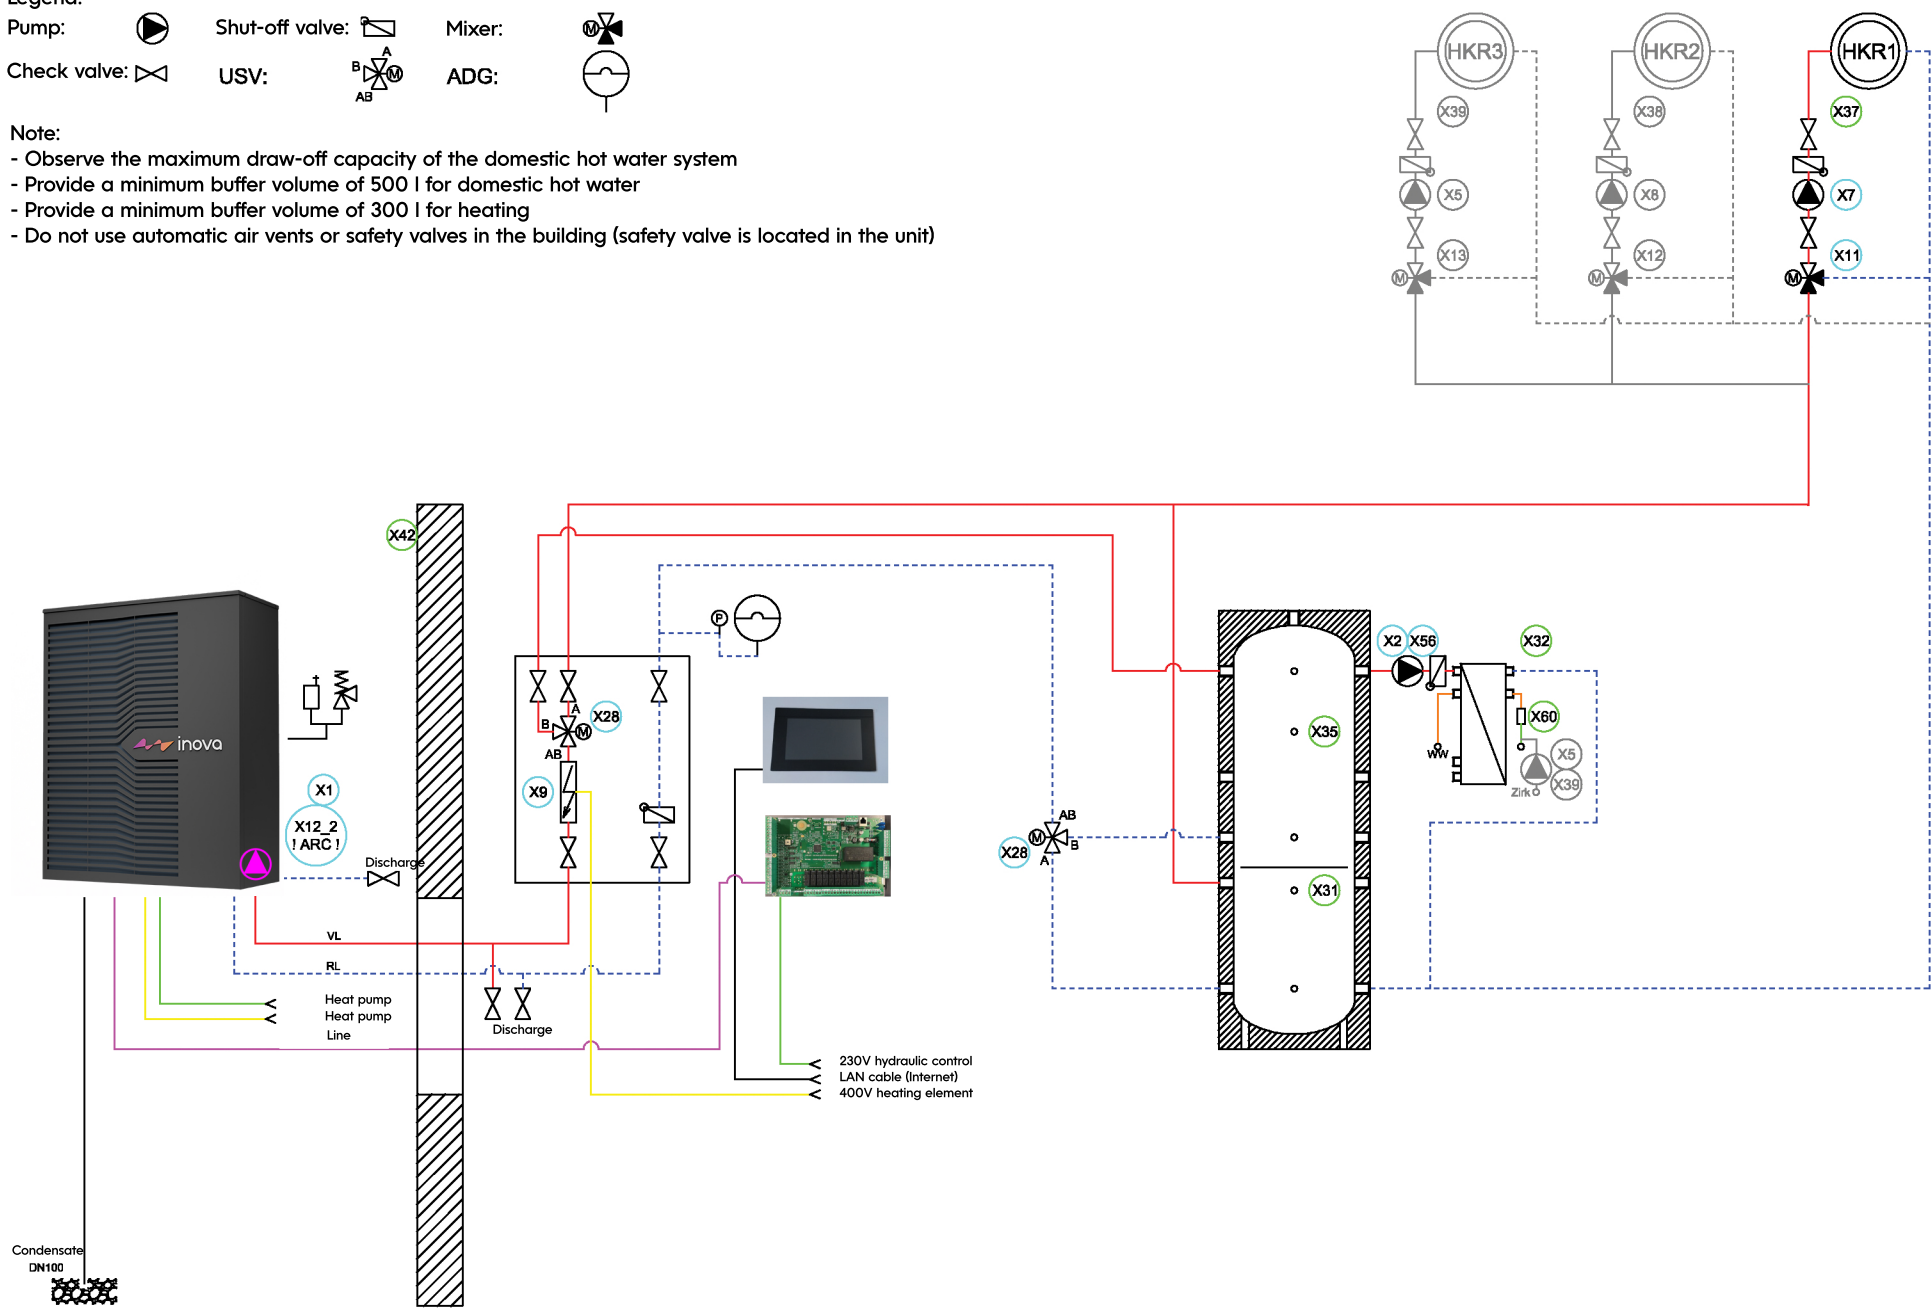 Legend:
Pump:
Shut-off valve:
Mixer:
Check valve:
USV:
A
B
M
AB
ADG:
M
Note:
- Observe the maximum draw-off capacity of the domestic hot water system
- Provide a minimum buffer volume of 500 l for domestic hot water
- Provide a minimum buffer volume of 300 l for heating
- Do not use automatic air vents or safety valves in the building (safety valve is located in the unit)
HKR3
HKR2
HKR1
X39
X38
X37
X5
X8
X7
X13
X12
X11
M
M
M
X42
inova
X1
X12_2
! ARC !
Discharge
P
A
B
M
X28
AB
X9
VL
RL
Heat pump
Heat pump
Line
Discharge
230V hydraulic control
LAN cable (Internet)
400V heating element
AB
M
B
A
X28
X35
X31
X2
X56
X32
X60
WW
X5
X39
Zirk
Condensate
DN100